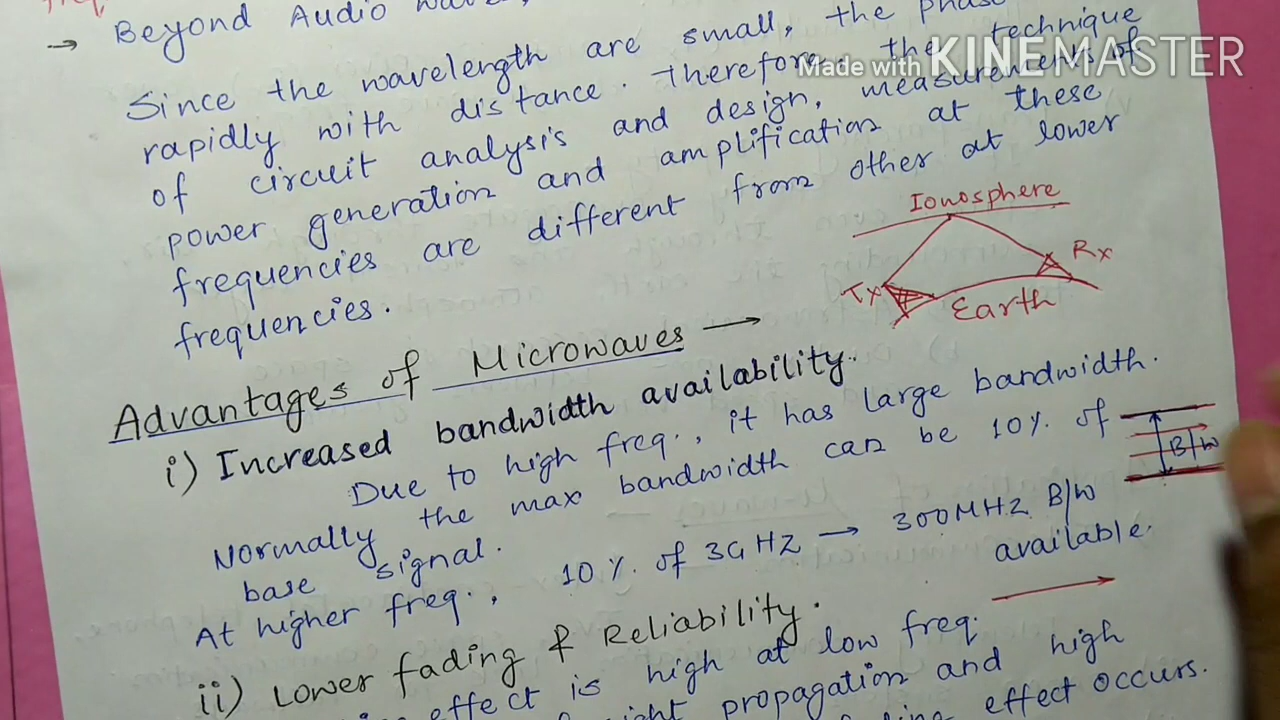 → Beyond Audio
Since the wavelength are small, the phase
rapidly with distance. Therefore, the technique
of circuit analysis and design, measurements of
power generation and amplification at these
frequencies are different from other at lower
frequencies.
Made with KINEMASTER
Ionosphere
Tx
Rx
Earth
Advantages of Microwaves →
i) Increased bandwidth availability.
Due to high freq., it has large bandwidth.
Normally the max bandwidth can be 10% of
base signal.
B/W
At higher freq., 10% of 3GHZ → 300MHZ B/W
available.
ii) Lower fading & Reliability.
effect is high at low freq.
propagation and high
effect occurs.